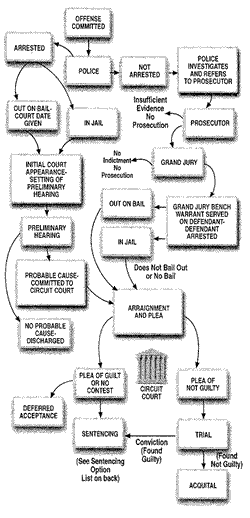 OFFENSE
COMMITTED
ARRESTED
POLICE
NOT
ARRESTED
POLICE
INVESTIGATES
AND REFERS
TO PROSECUTOR
OUT ON BAIL-
COURT DATE
GIVEN
IN JAIL
Insufficient
Evidence
No
Prosecution
PROSECUTOR
INITIAL COURT
APPEARANCE-
SETTING OF
PRELIMINARY
HEARING
No
Indictment
No
Prosecution
GRAND JURY
OUT ON BAIL
GRAND JURY BENCH
WARRANT SERVED
ON DEFENDANT-
DEFENDANT
ARRESTED
PRELIMINARY
HEARING
IN JAIL
Does Not Bail Out
or No Bail
PROBABLE CAUSE-
COMMITTED TO
CIRCUIT COURT
ARRAIGNMENT
AND PLEA
NO PROBABLE
CAUSE-
DISCHARGED
PLEA OF GUILT
OR NO
CONTEST
CIRCUIT
COURT
PLEA OF
NOT GUILTY
DEFERRED
ACCEPTANCE
SENTENCING
Conviction
(Found
Guilty)
TRIAL
(See Sentencing
Option
List on back)
(Found
Not Guilty)
ACQUITAL